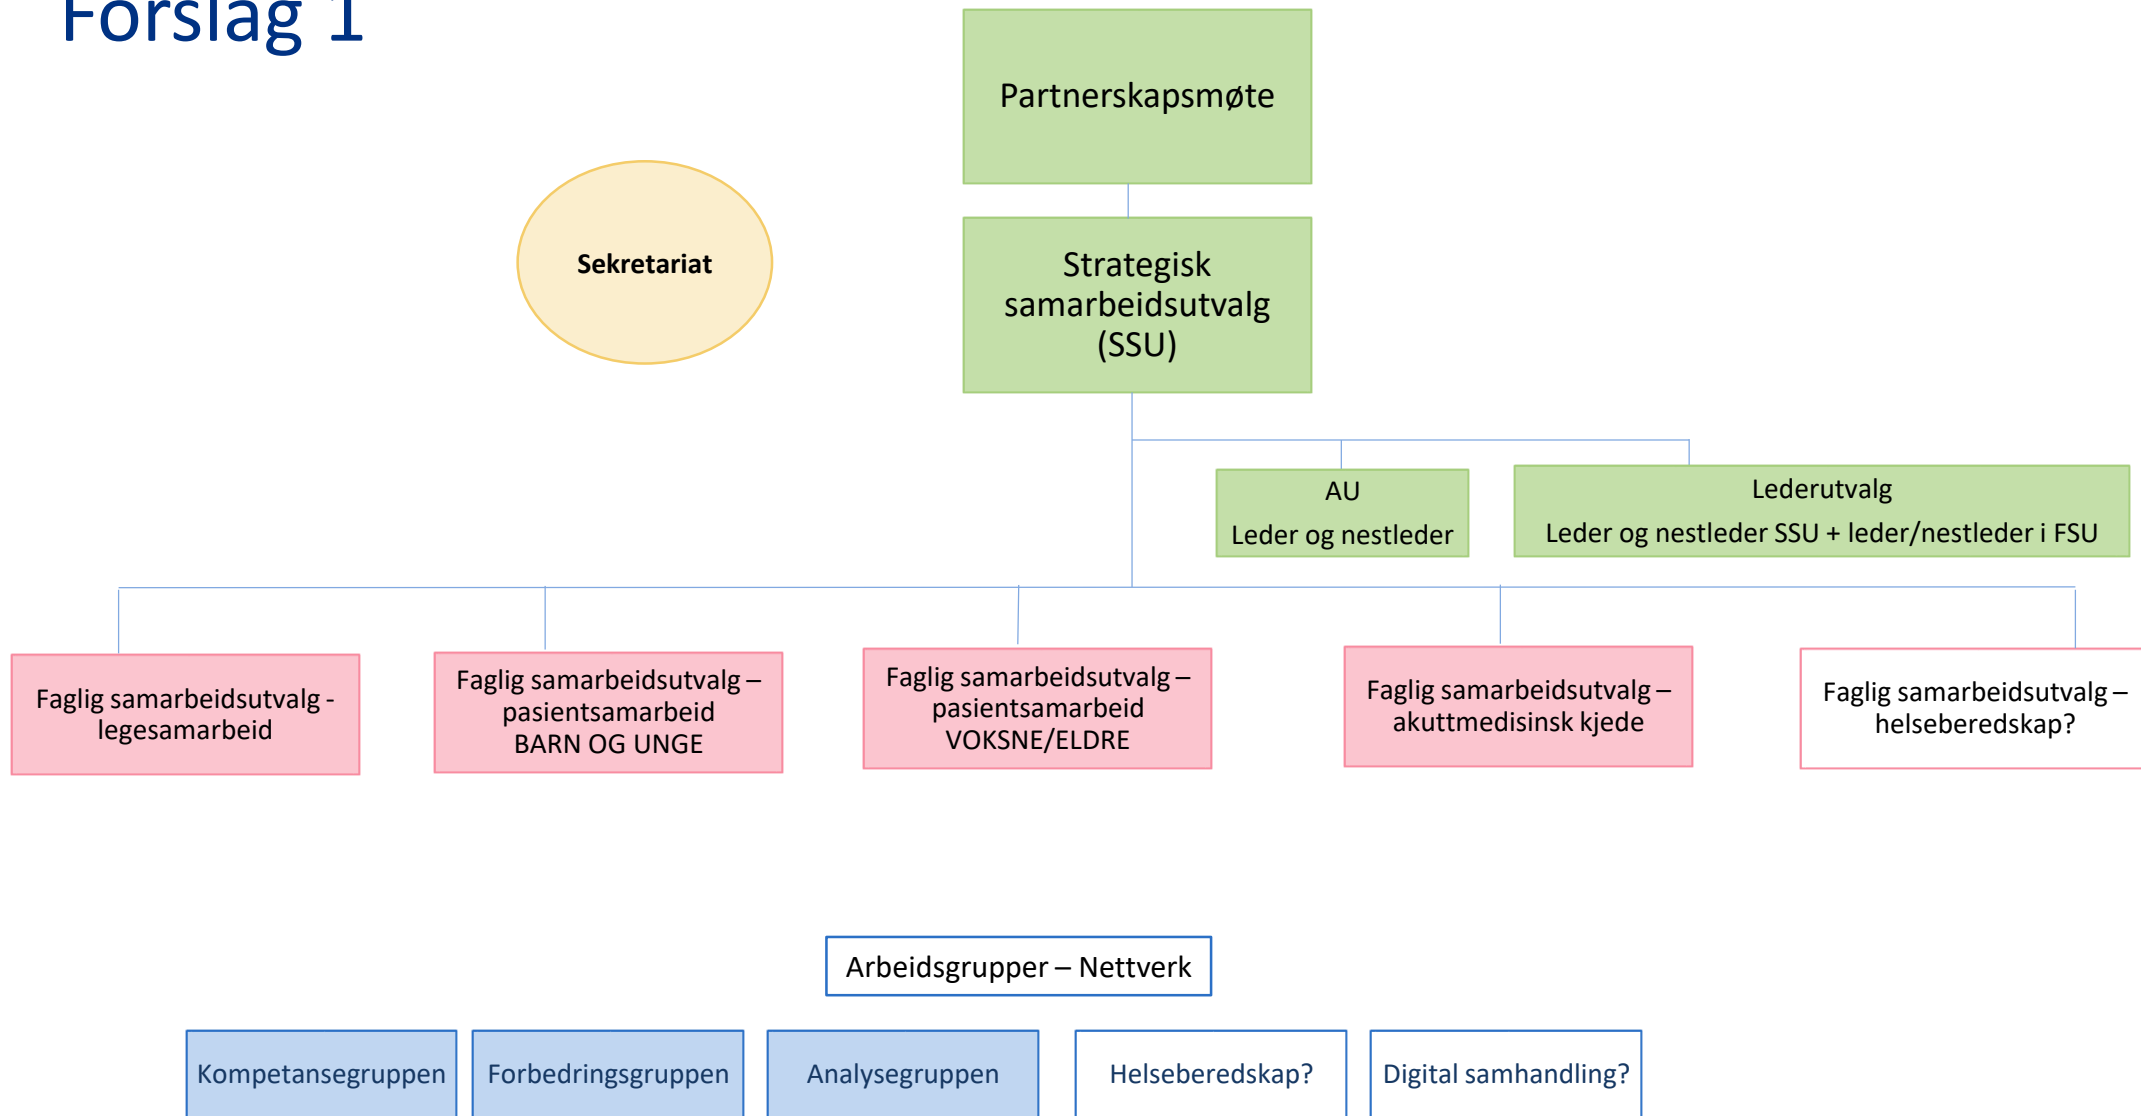 Forslag 1
Partnerskapsmøte
Sekretariat
Strategisk
samarbeidsutvalg
(SSU)
AU
Leder og nestleder
Lederutvalg
Leder og nestleder SSU + leder/nestleder i FSU
Faglig samarbeidsutvalg -
legesamarbeid
Faglig samarbeidsutvalg –
pasientsamarbeid
BARN OG UNGE
Faglig samarbeidsutvalg –
pasientsamarbeid
VOKSNE/ELDRE
Faglig samarbeidsutvalg –
akuttmedisinsk kjede
Faglig samarbeidsutvalg –
helseberedskap?
Arbeidsgrupper – Nettverk
Kompetansegruppen
Forbedringsgruppen
Analysegruppen
Helseberedskap?
Digital samhandling?